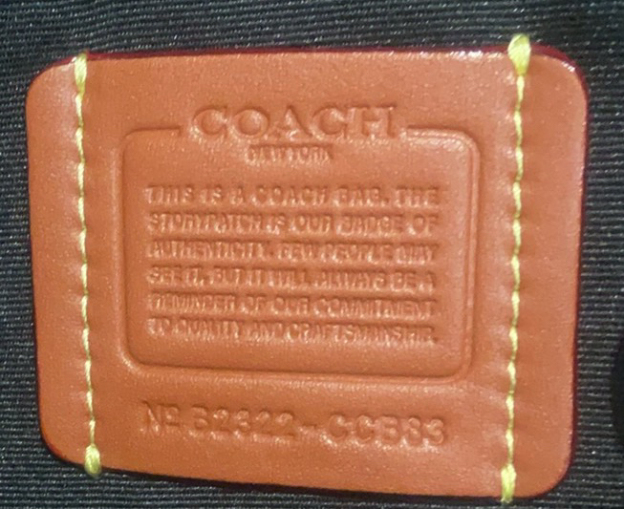 COACH
NEW YORK
THIS IS A COACH BAG. THE
STORYPATCH IS OUR BADGE OF
AUTHENTICITY. FEW PEOPLE MAY
SEE IT, BUT IT WILL ALWAYS BE A
REMINDER OF OUR COMMITMENT
TO QUALITY AND CRAFTSMANSHIP.
Nº B2322-CCB83